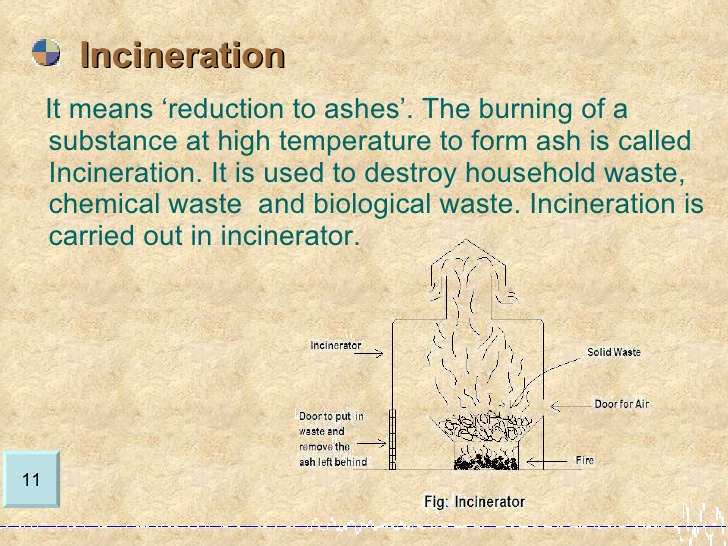 Incineration
It means ‘reduction to ashes’. The burning of a
substance at high temperature to form ash is called
Incineration. It is used to destroy household waste,
chemical waste  and biological waste. Incineration is
carried out in incinerator.
Incinerator
Solid Waste
Door for Air
Door to put in
waste and
remove the
ash left behind
Fire
Fig: Incinerator
11